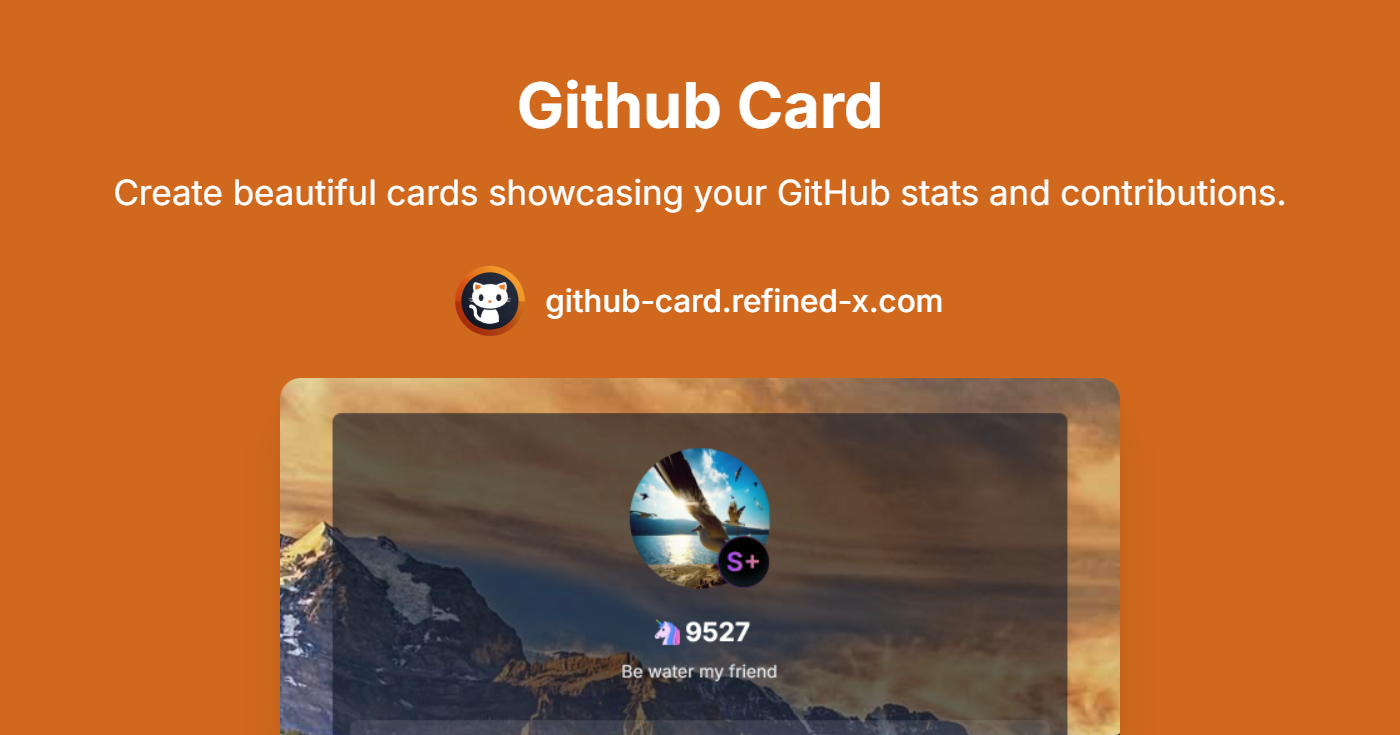 Github Card
Create beautiful cards showcasing your GitHub stats and contributions.
github-card.refined-x.com
S+
🦄 9527
Be water my friend